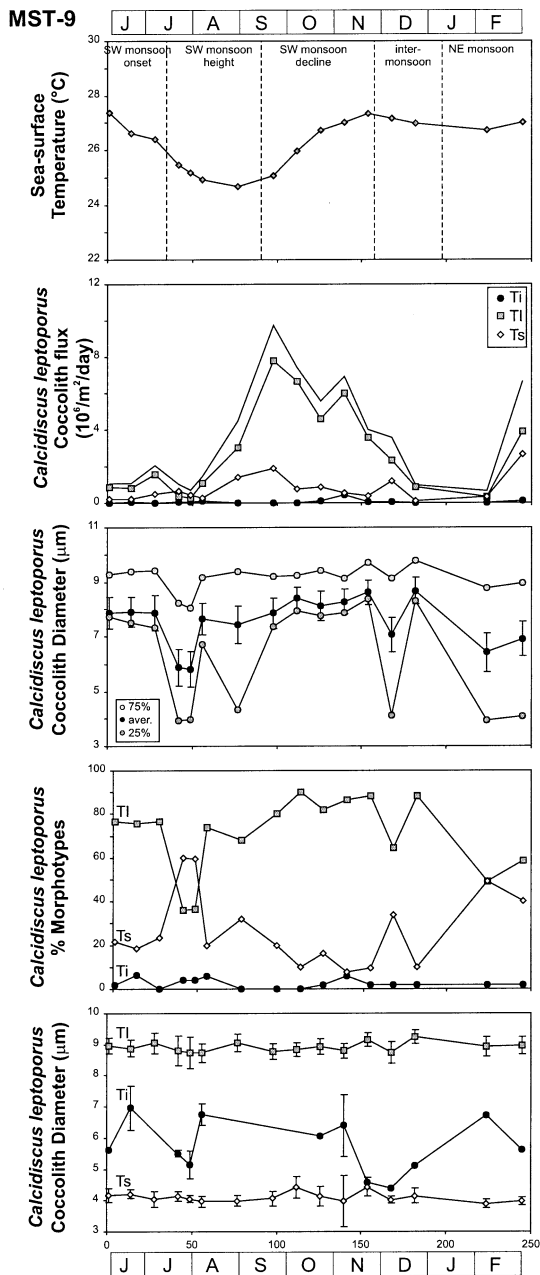 MST-9
J J A S O N D J F
SW monsoon onset
SW monsoon height
SW monsoon decline
inter-monsoon
NE monsoon
Sea-surface
Temperature (°C)
30
28
26
24
22
Calcidiscus leptoporus
Coccolith flux
(10⁶/m²/day)
12
8
4
0
Ti
Tl
Ts
Calcidiscus leptoporus
Coccolith Diameter (µm)
11
9
7
5
3
75%
aver.
25%
Calcidiscus leptoporus
% Morphotypes
100
80
60
40
20
0
Tl
Ts
Ti
Calcidiscus leptoporus
Coccolith Diameter (µm)
10
9
8
7
6
5
4
3
Tl
Ti
Ts
0 50 100 150 200 250
J J A S O N D J F